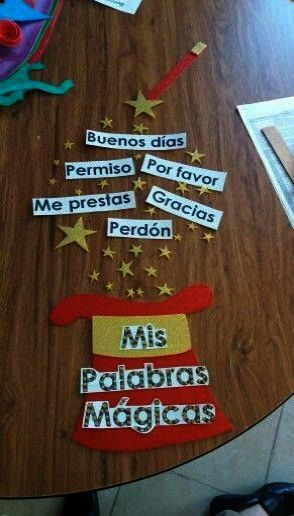 Buenos días
Permiso Por favor
Me prestas Gracias
Perdón
Mis
Palabras
Mágicas